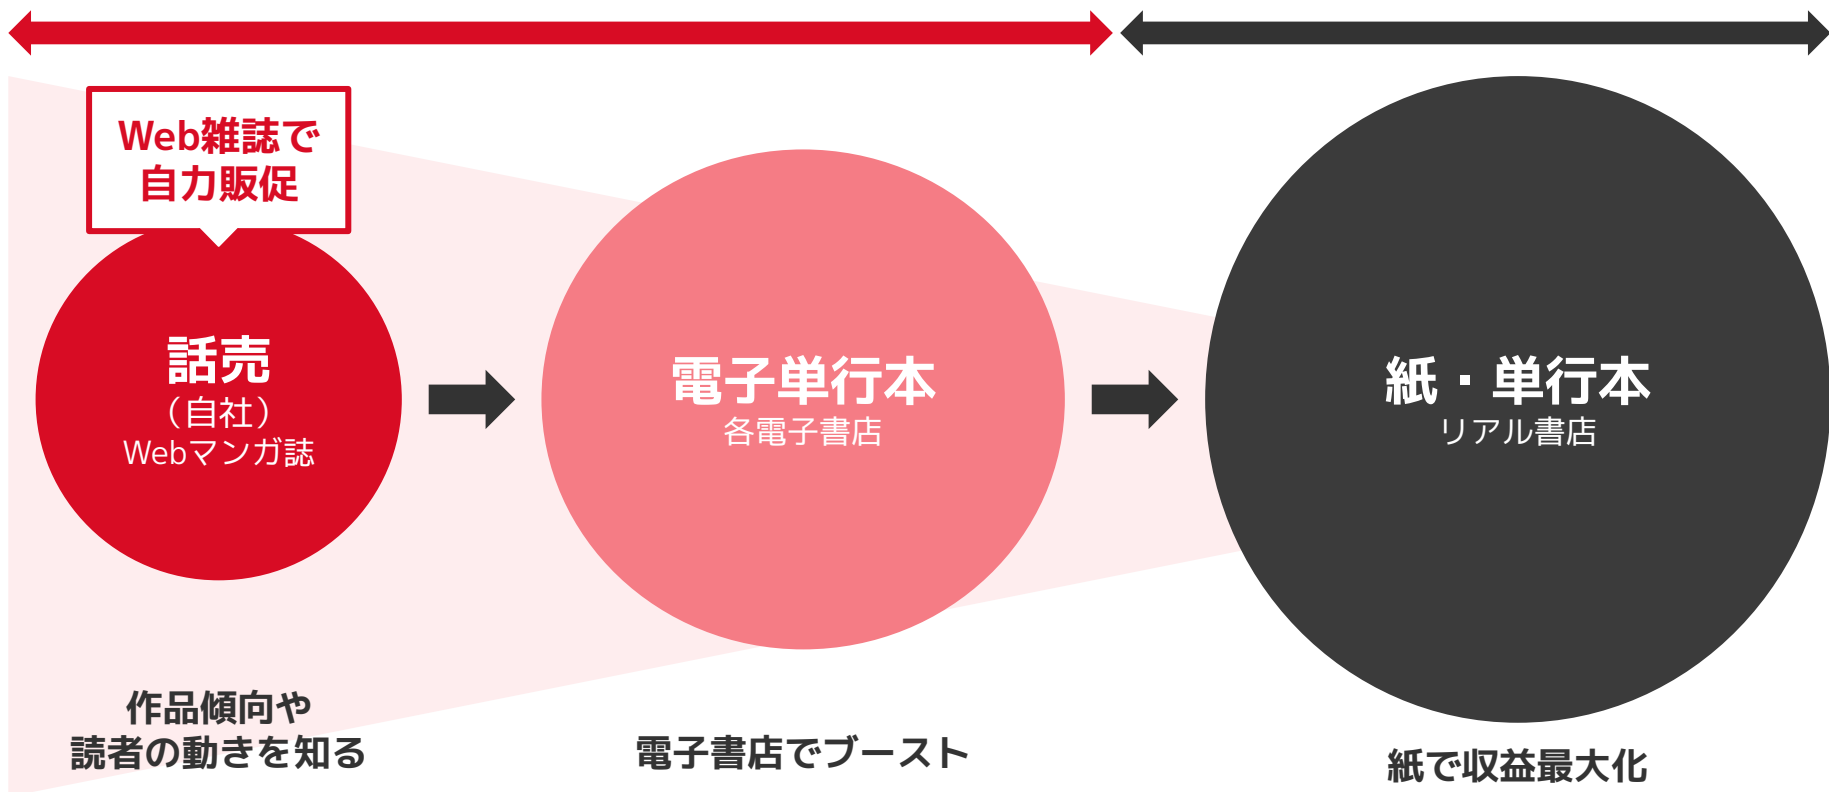 Web雑誌で
自力販促
話売
（自社）
Webマンガ誌
作品傾向や
読者の動きを知る
電子単行本
各電子書店
電子書店でブースト
紙・単行本
リアル書店
紙で収益最大化